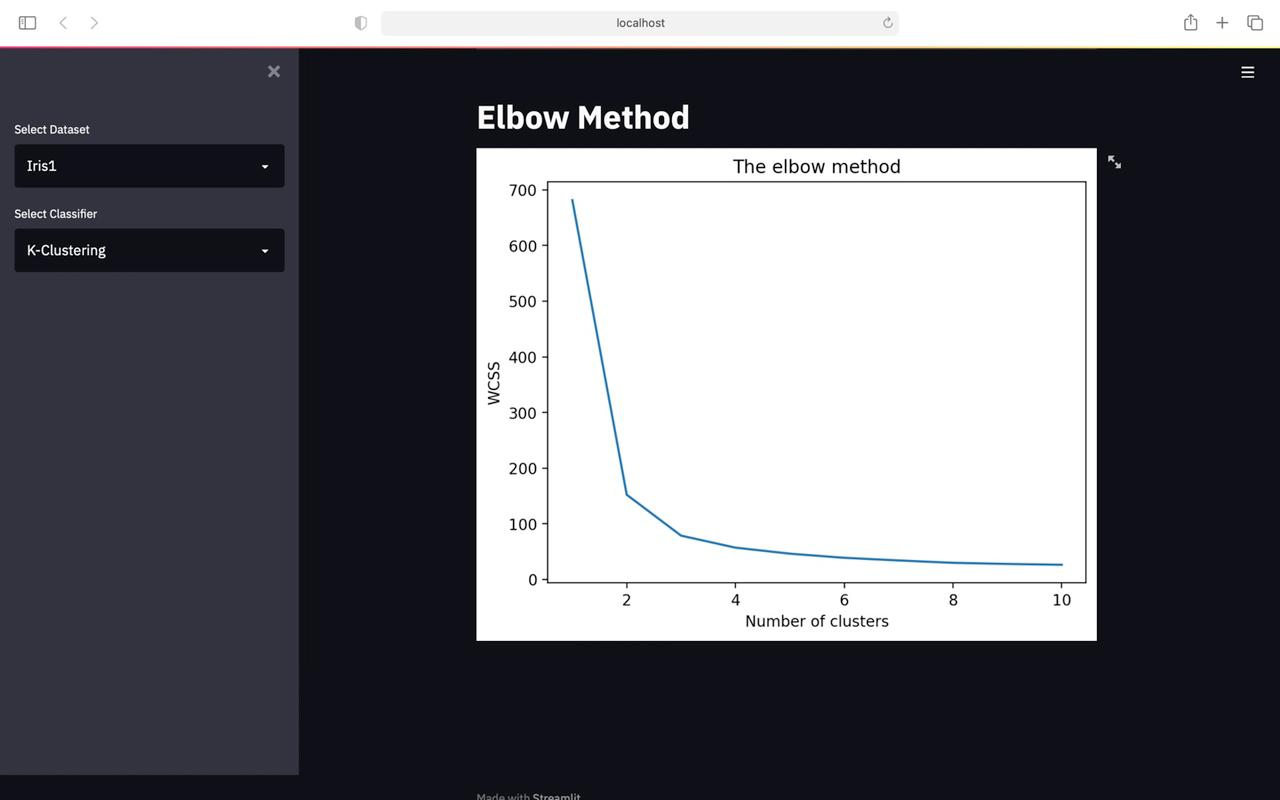 localhost
Select Dataset
Iris1
Select Classifier
K-Clustering
Elbow Method
The elbow method
700
600
500
400
300
200
100
0
WCSS
2 4 6 8 10
Number of clusters
Made with Streamlit